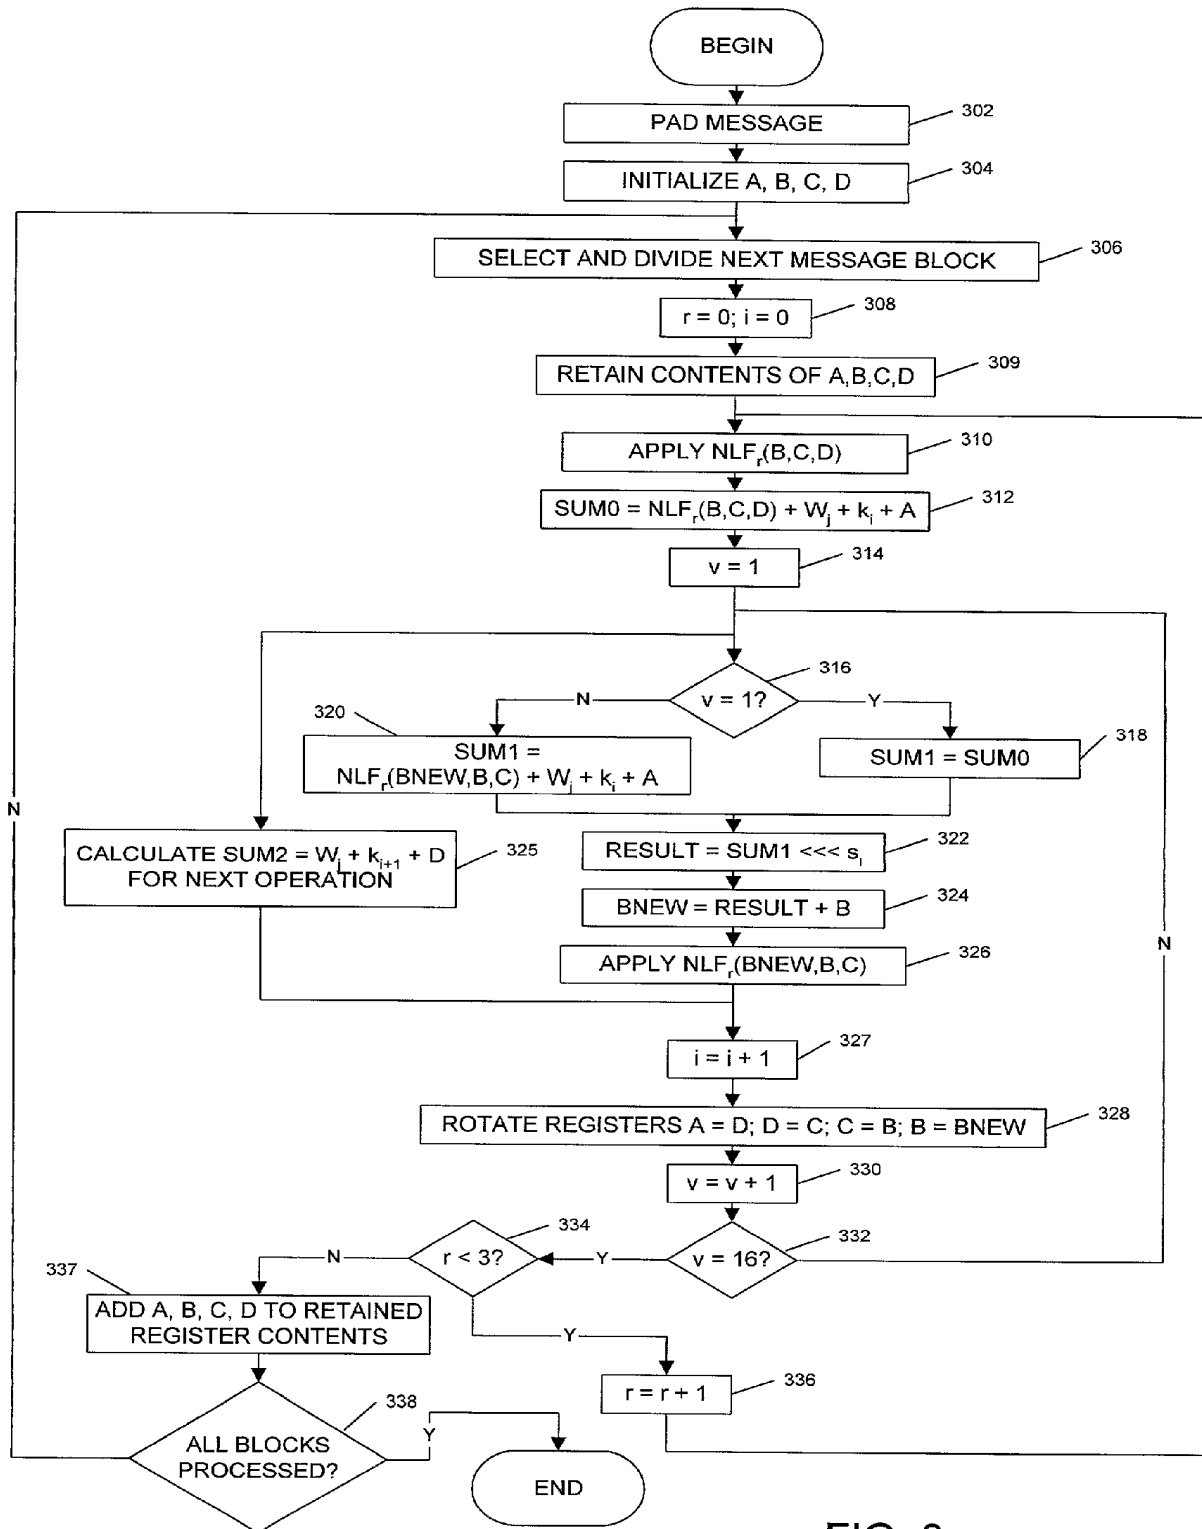 BEGIN
PAD MESSAGE
302
INITIALIZE A, B, C, D
304
SELECT AND DIVIDE NEXT MESSAGE BLOCK
306
r = 0; i = 0
308
RETAIN CONTENTS OF A,B,C,D
309
APPLY NLFr(B,C,D)
310
SUM0 = NLFr(B,C,D) + Wj + ki + A
312
v = 1
314
v = 1?
316
N
Y
320
SUM1 =
NLFr(BNEW,B,C) + Wj + ki + A
SUM1 = SUM0
318
N
CALCULATE SUM2 = Wj + ki+1 + D
FOR NEXT OPERATION
325
RESULT = SUM1 <<< si
322
BNEW = RESULT + B
324
N
APPLY NLFr(BNEW,B,C)
326
i = i + 1
327
ROTATE REGISTERS A = D; D = C; C = B; B = BNEW
328
v = v + 1
330
v = 16?
332
Y
r < 3?
334
N
337
ADD A, B, C, D TO RETAINED
REGISTER CONTENTS
Y
r = r + 1
336
ALL BLOCKS
PROCESSED?
338
Y
END